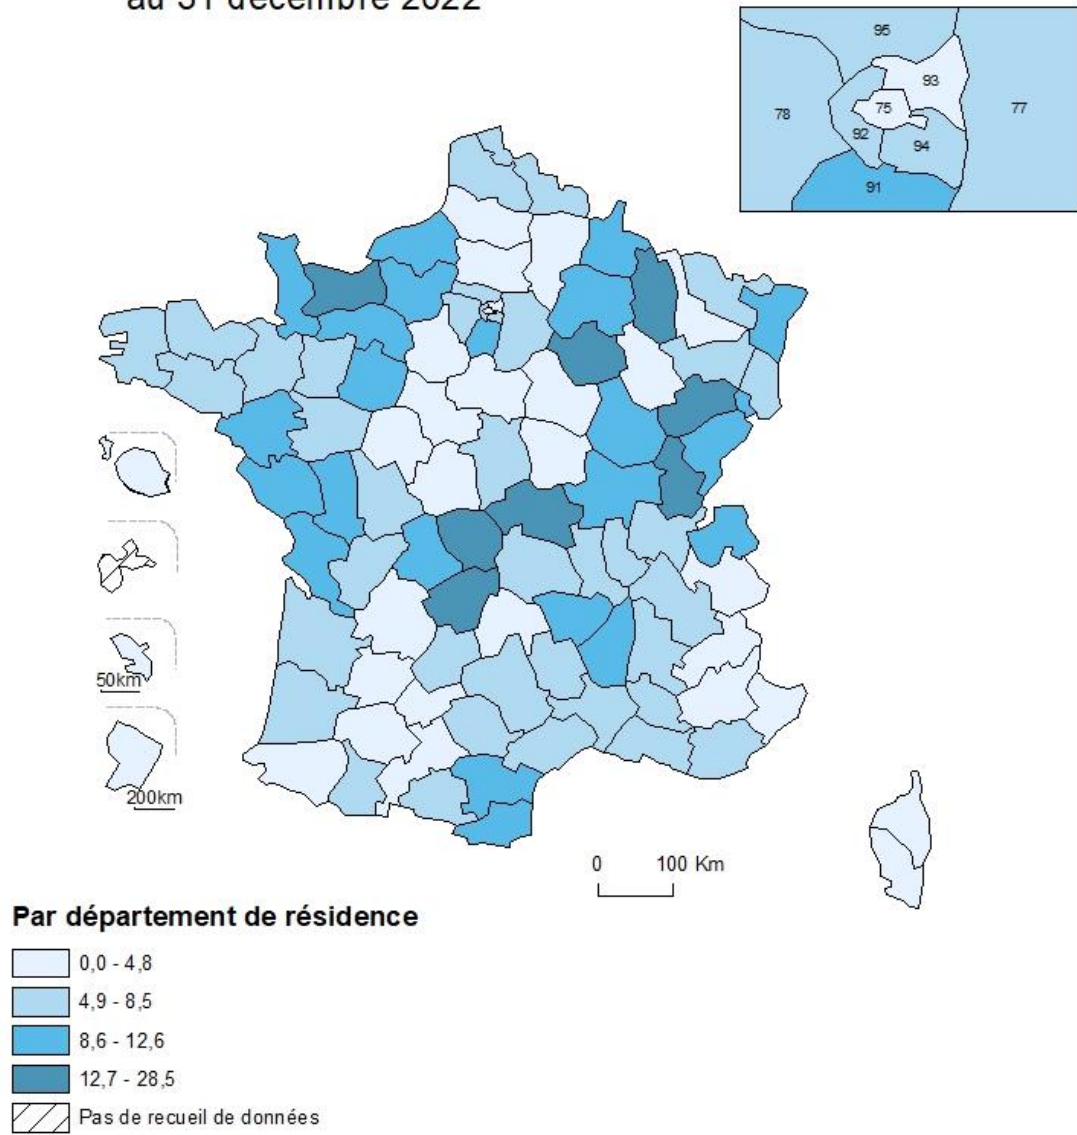 au 31 décembre 2022
95
93
78
75
77
92
94
91
50km
200km
0 100 Km
Par département de résidence
0,0 - 4,8
4,9 - 8,5
8,6 - 12,6
12,7 - 28,5
Pas de recueil de données